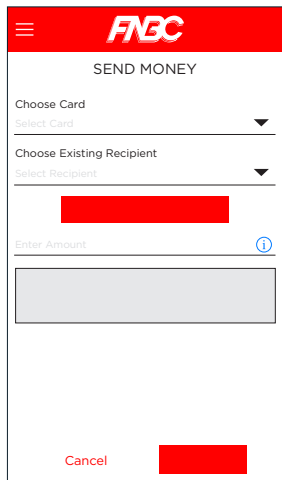 FNBC
SEND MONEY
Choose Card
Select Card
Choose Existing Recipient
Select Recipient
Enter Amount
i
Cancel